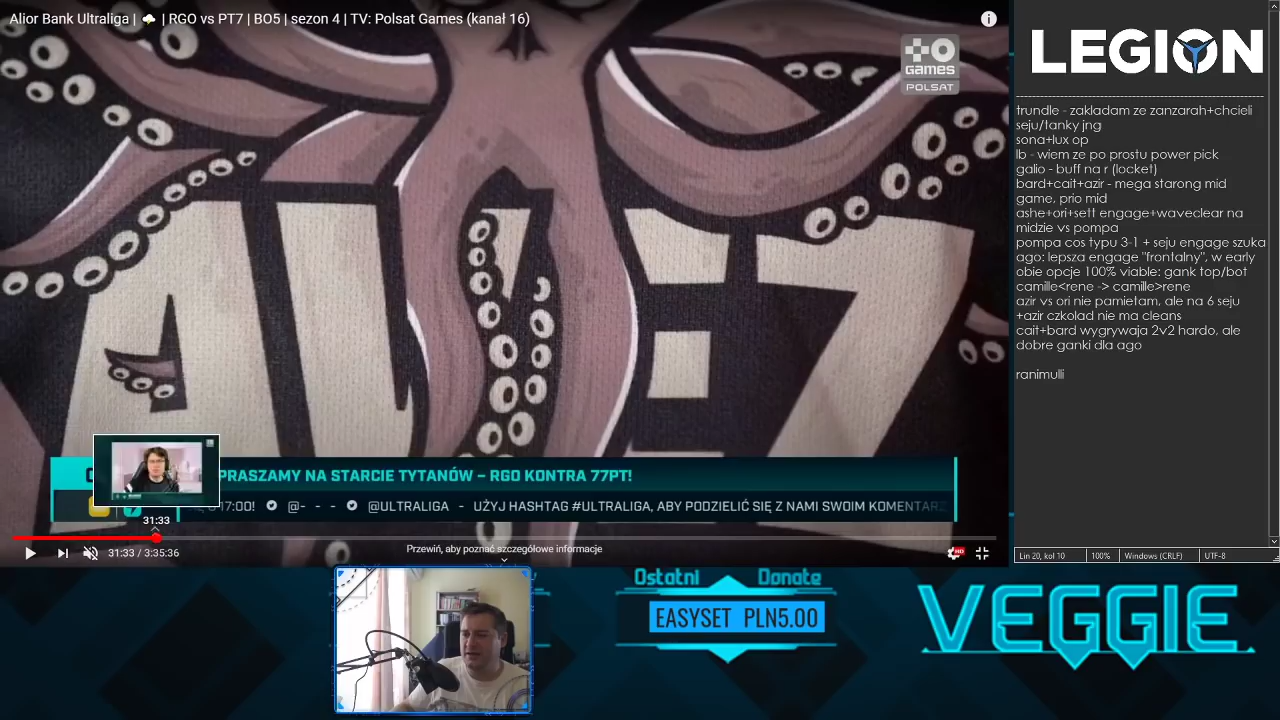 Alior Bank Ultraliga | 🌩 | RGO vs PT7 | BO5 | sezon 4 | TV: Polsat Games (kanał 16)
GAMES
POLSAT
PRASZAMY NA STARCIE TYTANÓW – RGO KONTRA 77PT!
17:00! @- - - @ULTRALIGA - UŻYJ HASHTAG #ULTRALIGA, ABY PODZIELIĆ SIĘ Z NAMI SWOIM KOMENTARZ
31:33
31:33 / 3:35:36
Przewiń, aby poznać szczegółowe informacje
HD
LEGION
trundle - zakladam ze zanzarah+chcieli
seju/tanky jng
sona+lux op
lb - wiem ze po prostu power pick
galio - buff na r (locket)
bard+cait+azir - mega starong mid
game, prio mid
ashe+ori+sett engage+waveclear na
midzie vs pompa
pompa cos typu 3-1 + seju engage szuka
ago: lepsza engage "frontalny", w early
obie opcje 100% viable: gank top/bot
camille<rene -> camille>rene
azir vs ori nie pamietam, ale na 6 seju
+azir czkolad nie ma cleans
cait+bard wygrywaja 2v2 hardo, ale
dobre ganki dla ago
ranimulli
Lin 20, kol 10 100% Windows (CRLF) UTF-8
Ostatni Donate
EASYSET PLN5.00
VEGGIE